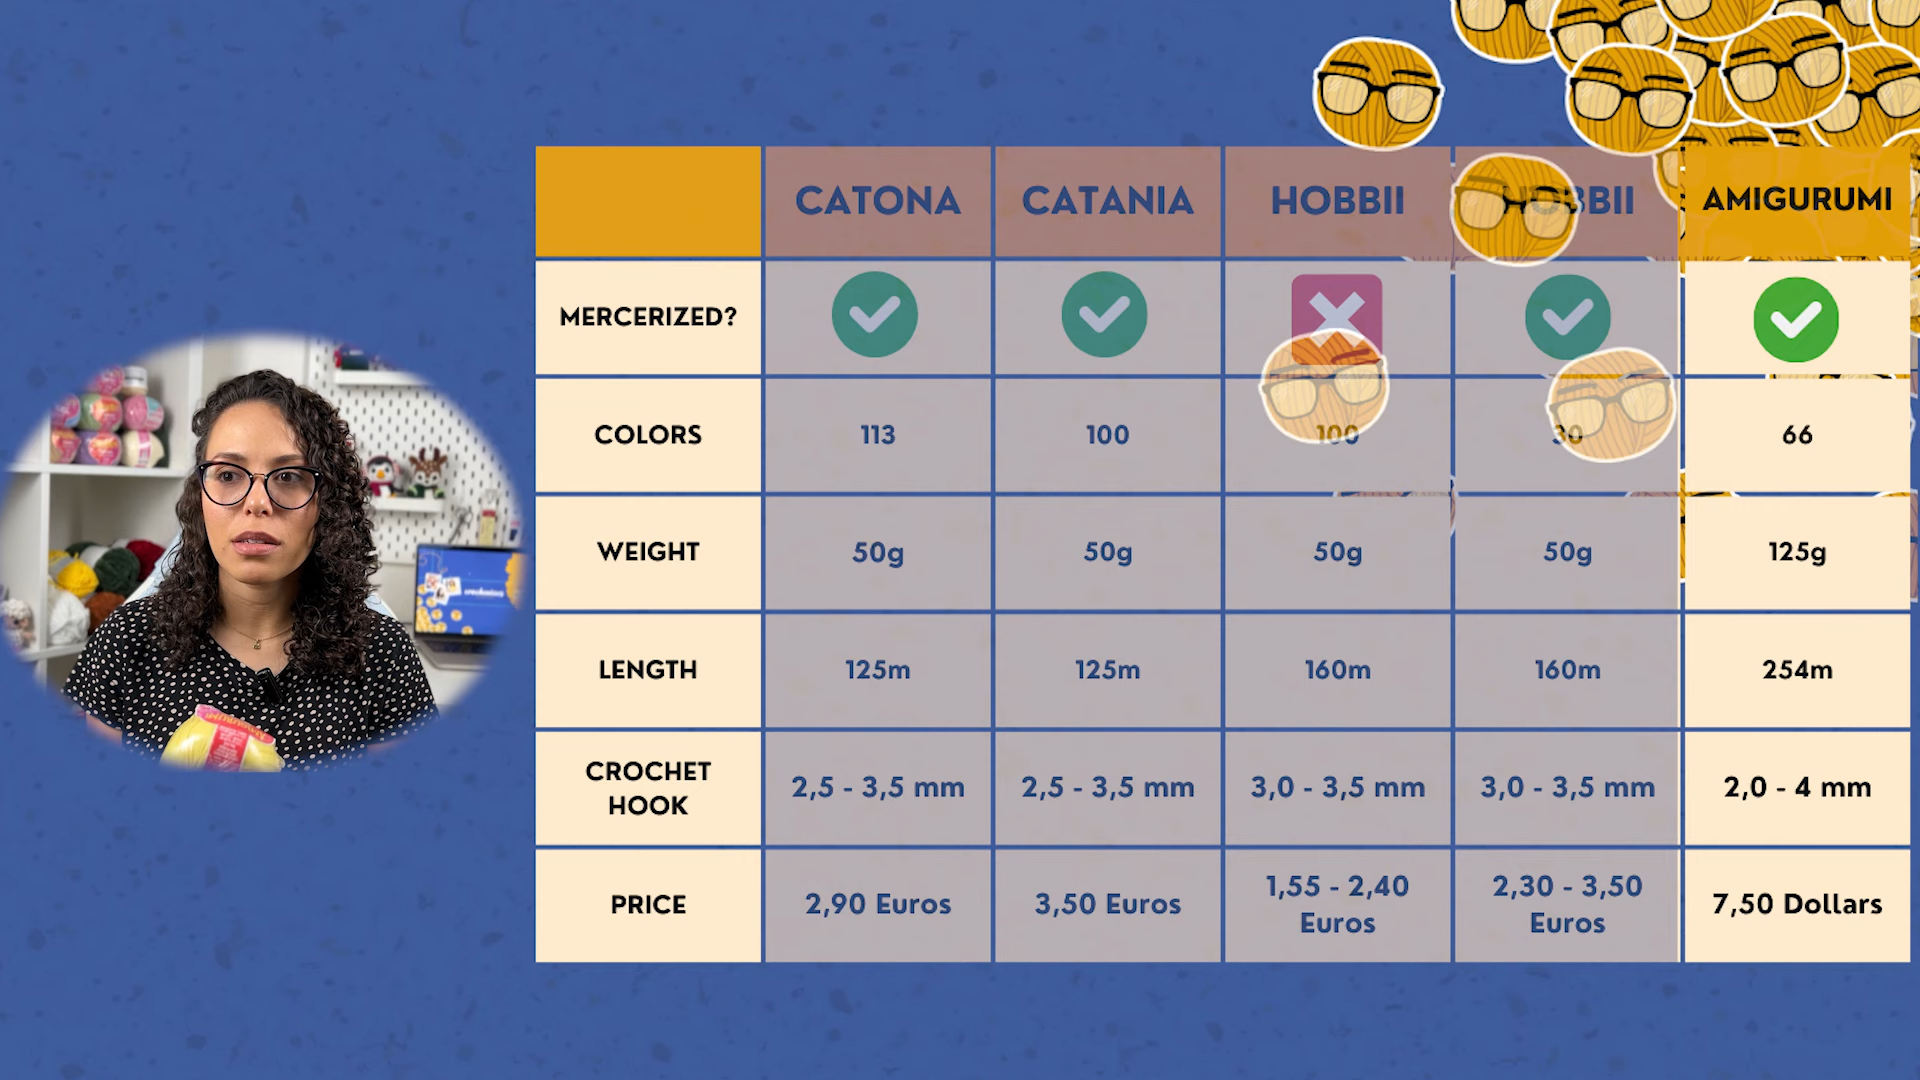 CATONA CATANIA HOBBII HOBBII AMIGURUMI
MERCERIZED?
COLORS 113 100 100 30 66
WEIGHT 50g 50g 50g 50g 125g
LENGTH 125m 125m 160m 160m 254m
CROCHET
HOOK 2,5 - 3,5 mm 2,5 - 3,5 mm 3,0 - 3,5 mm 3,0 - 3,5 mm 2,0 - 4 mm
PRICE 2,90 Euros 3,50 Euros 1,55 - 2,40
Euros 2,30 - 3,50
Euros 7,50 Dollars